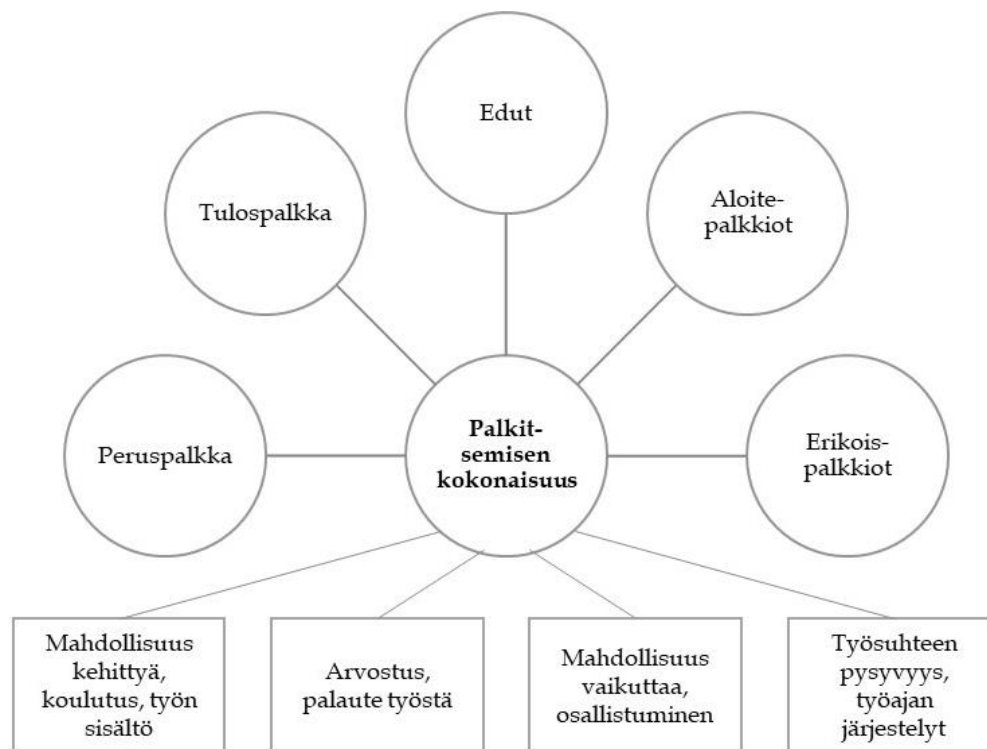 Edut
Tulospalkka
Aloite-
palkkiot
Peruspalkka
Palkit-
semisen
kokonaisuus
Erikois-
palkkiot
Mahdollisuus
kehittyä,
koulutus, työn
sisältö
Arvostus,
palaute työstä
Mahdollisuus
vaikuttaa,
osallistuminen
Työsuhteen
pysyvyys,
työajan
järjestelyt